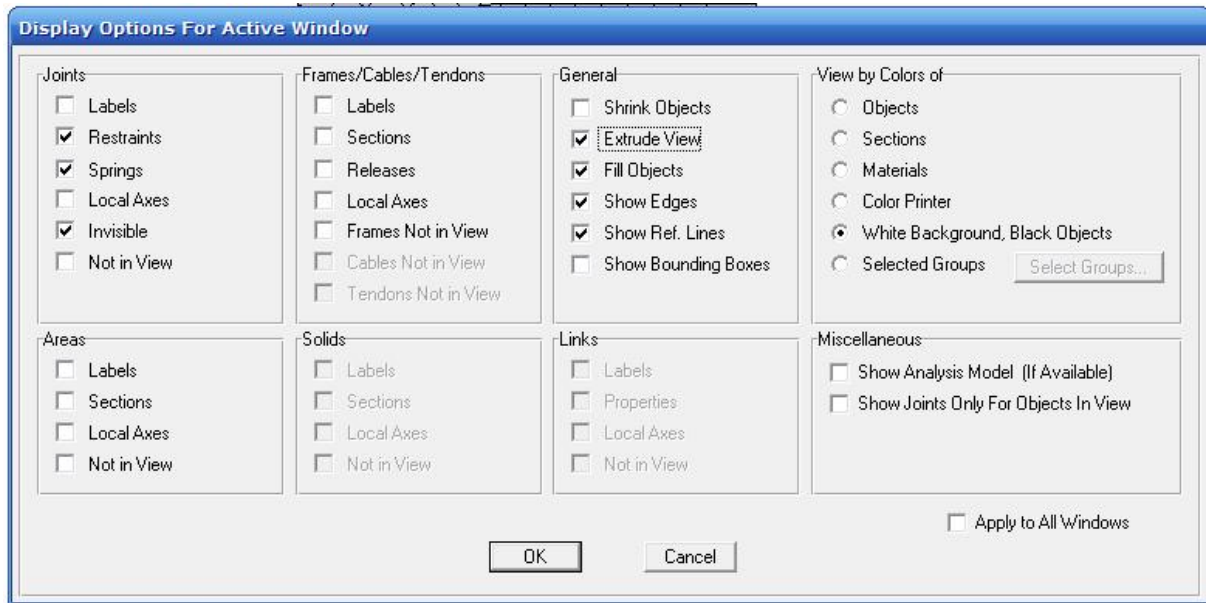 Display Options For Active Window
Joints
Labels
Restraints
Springs
Local Axes
Invisible
Not in View
Frames/Cables/Tendons
Labels
Sections
Releases
Local Axes
Frames Not in View
Cables Not in View
Tendons Not in View
General
Shrink Objects
Extrude View
Fill Objects
Show Edges
Show Ref. Lines
Show Bounding Boxes
View by Colors of
Objects
Sections
Materials
Color Printer
White Background, Black Objects
Selected Groups
Select Groups...
Areas
Labels
Sections
Local Axes
Not in View
Solids
Labels
Sections
Local Axes
Not in View
Links
Labels
Properties
Local Axes
Not in View
Miscellaneous
Show Analysis Model (If Available)
Show Joints Only For Objects In View
Apply to All Windows
OK
Cancel